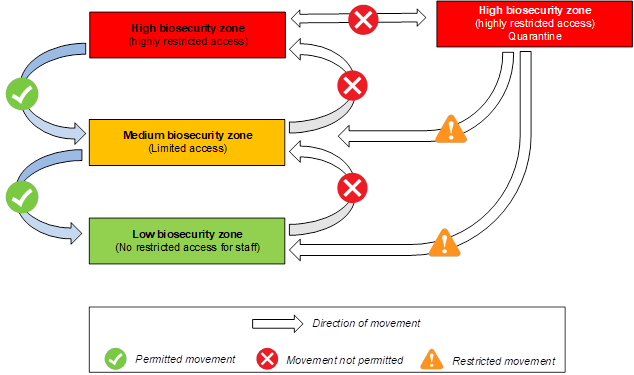 High biosecurity zone
(highly restricted access)
High biosecurity zone
(highly restricted access)
Quarantine
Medium biosecurity zone
(Limited access)
Low biosecurity zone
(No restricted access for staff)
Direction of movement
Permitted movement
Movement not permitted
Restricted movement